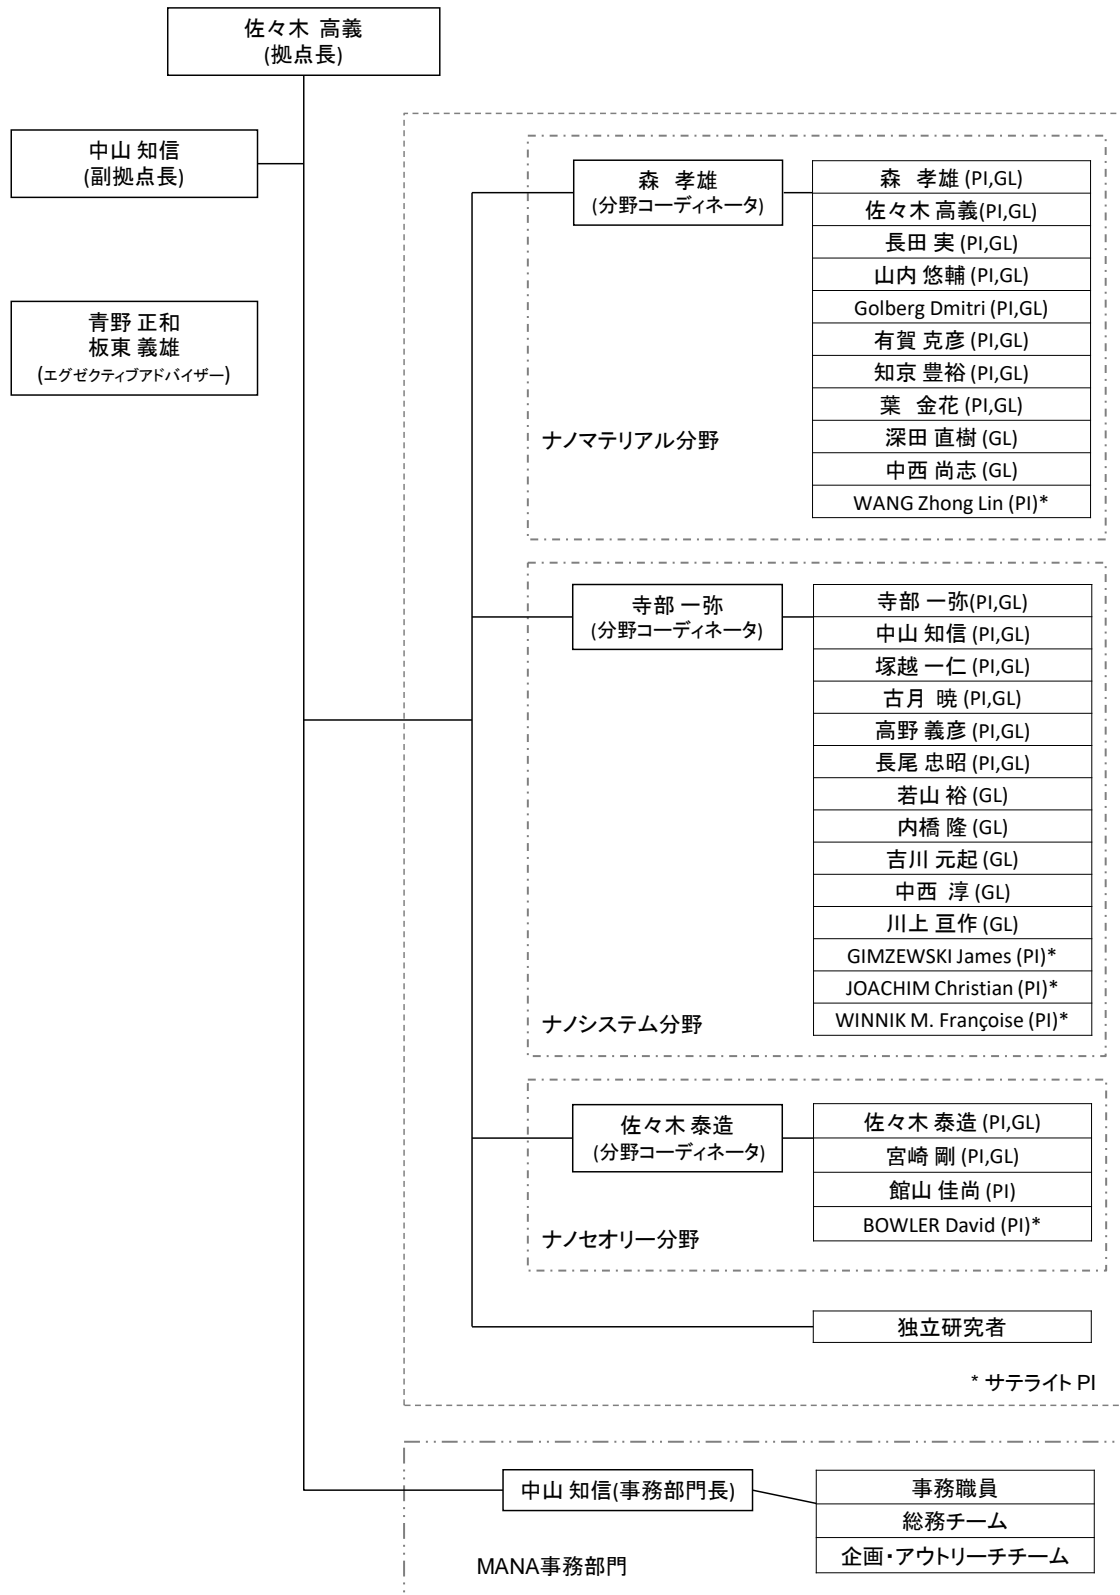 佐々木 高義
(拠点長)
中山 知信
(副拠点長)
青野 正和
板東 義雄
(エグゼクティブアドバイザー)
森 孝雄
(分野コーディネータ)
森 孝雄 (PI,GL)
佐々木 高義(PI,GL)
長田 実 (PI,GL)
山内 悠輔 (PI,GL)
Golberg Dmitri (PI,GL)
有賀 克彦 (PI,GL)
知京 豊裕 (PI,GL)
葉 金花 (PI,GL)
深田 直樹 (GL)
中西 尚志 (GL)
WANG Zhong Lin (PI)*
ナノマテリアル分野
寺部 一弥
(分野コーディネータ)
寺部 一弥(PI,GL)
中山 知信 (PI,GL)
塚越 一仁 (PI,GL)
古月 暁 (PI,GL)
高野 義彦 (PI,GL)
長尾 忠昭 (PI,GL)
若山 裕 (GL)
内橋 隆 (GL)
吉川 元起 (GL)
中西 淳 (GL)
川上 亘作 (GL)
GIMZEWSKI James (PI)*
JOACHIM Christian (PI)*
WINNIK M. Françoise (PI)*
ナノシステム分野
佐々木 泰造
(分野コーディネータ)
佐々木 泰造 (PI,GL)
宮崎 剛 (PI,GL)
館山 佳尚 (PI)
BOWLER David (PI)*
ナノセオリー分野
独立研究者
* サテライト PI
中山 知信(事務部門長)
事務職員
総務チーム
企画・アウトリーチチーム
MANA事務部門